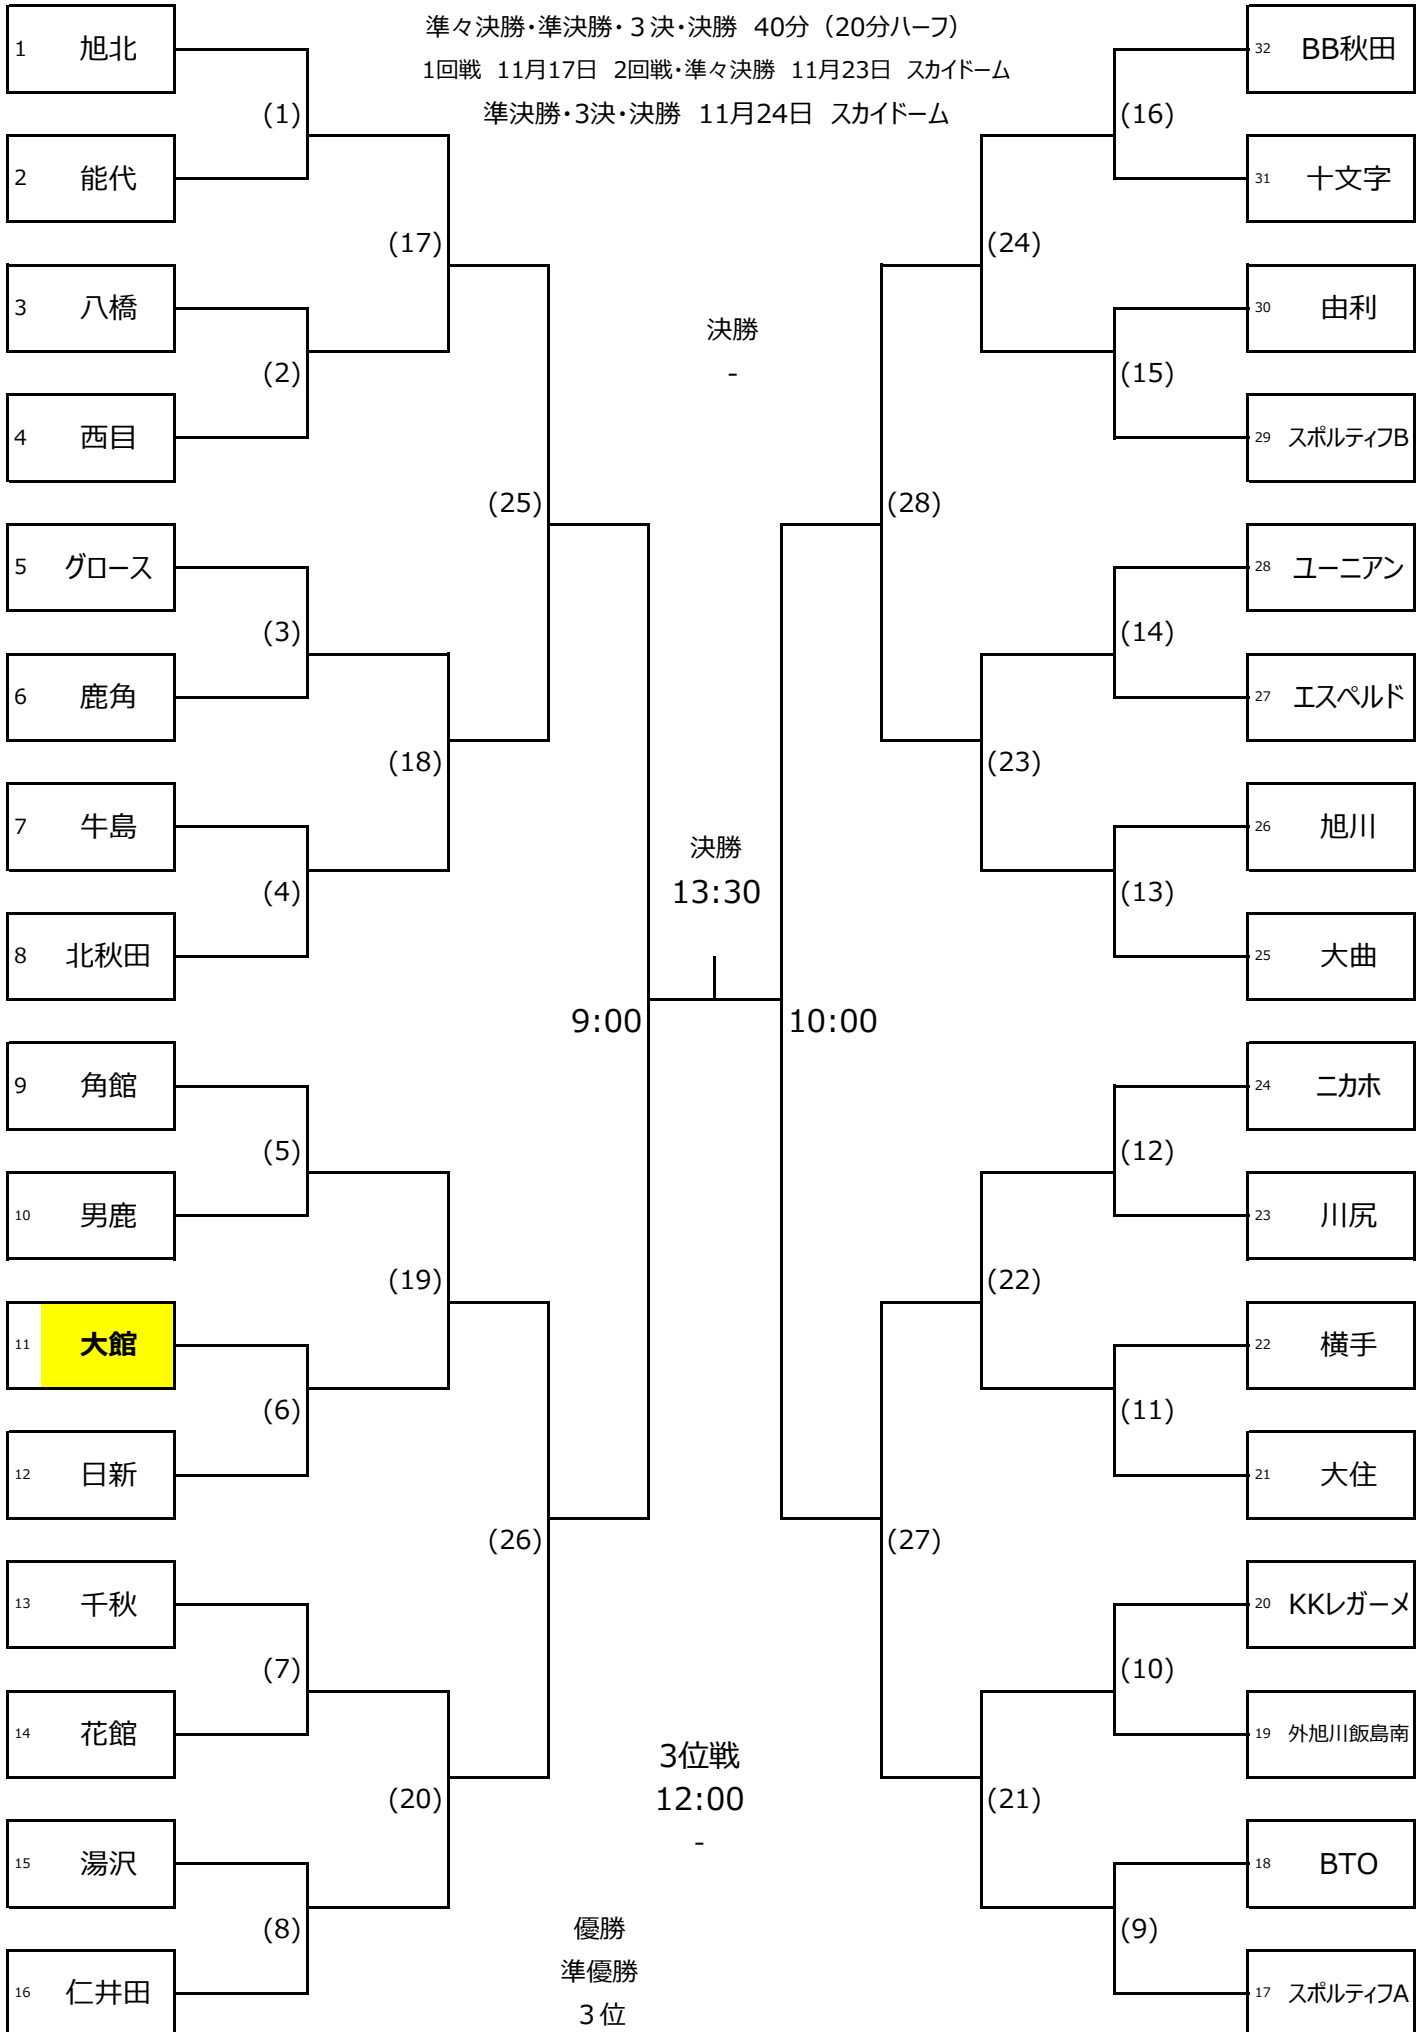 準々決勝・準決勝・３決・決勝 40分（20分ハーフ）
1回戦 11月17日 2回戦・準々決勝 11月23日 スカイドーム
準決勝・3決・決勝 11月24日 スカイドーム
1 旭北
(1)
2 能代
(17)
3 八橋
(2)
4 西目
(25)
5 グロース
(3)
6 鹿角
(18)
7 牛島
(4)
8 北秋田
9:00
9 角館
(5)
10 男鹿
(19)
11 大館
(6)
12 日新
(26)
13 千秋
(7)
14 花館
(20)
15 湯沢
(8)
16 仁井田
決勝
-
決勝
13:30
3位戦
12:00
-
優勝
準優勝
３位
32 BB秋田
(16)
31 十文字
(24)
30 由利
(15)
29 スポルティフB
(28)
28 ユーニアン
(14)
27 エスペルド
(23)
26 旭川
(13)
25 大曲
10:00
24 ニカホ
(12)
23 川尻
(22)
22 横手
(11)
21 大住
(27)
20 KKレガーメ
(10)
19 外旭川飯島南
(21)
18 BTO
(9)
17 スポルティフA